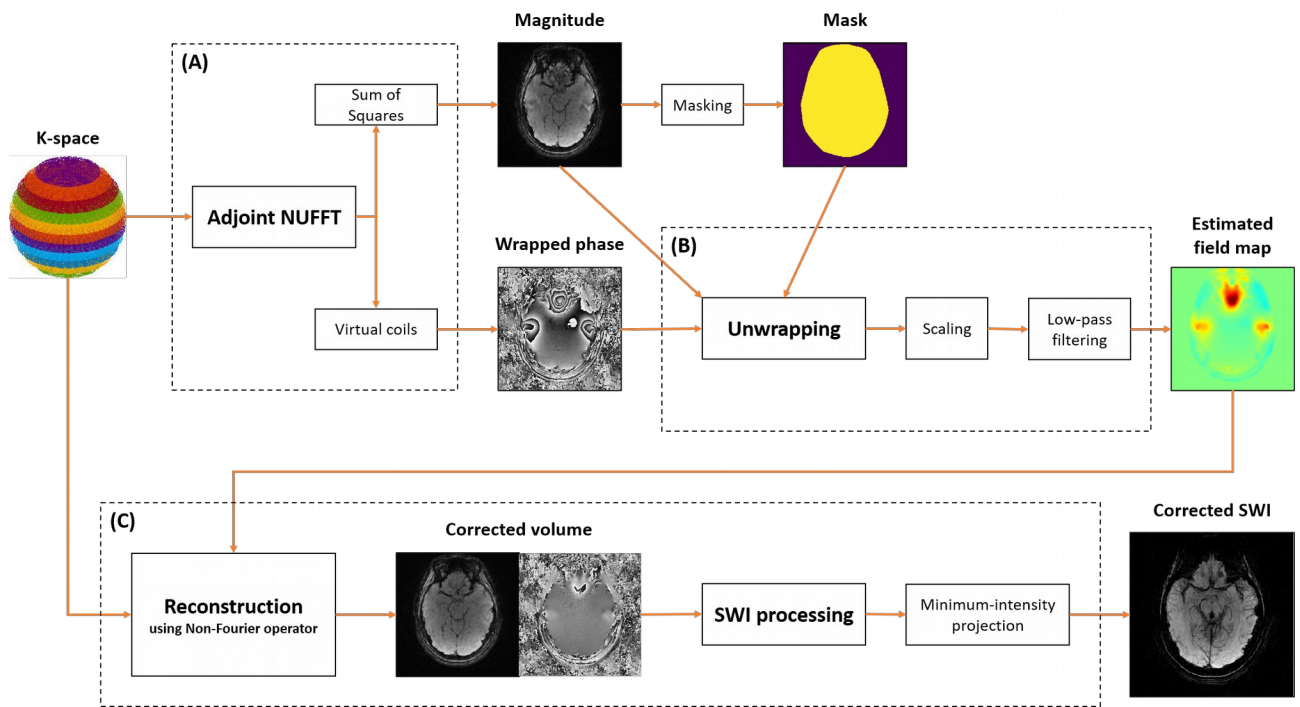 Magnitude
Mask
(A)
Sum of
Squares
Masking
K-space
Adjoint NUFFT
Wrapped phase
(B)
Estimated
field map
Virtual coils
Unwrapping
Scaling
Low-pass
filtering
(C)
Corrected volume
Corrected SWI
Reconstruction
using Non-Fourier operator
SWI processing
Minimum-intensity
projection